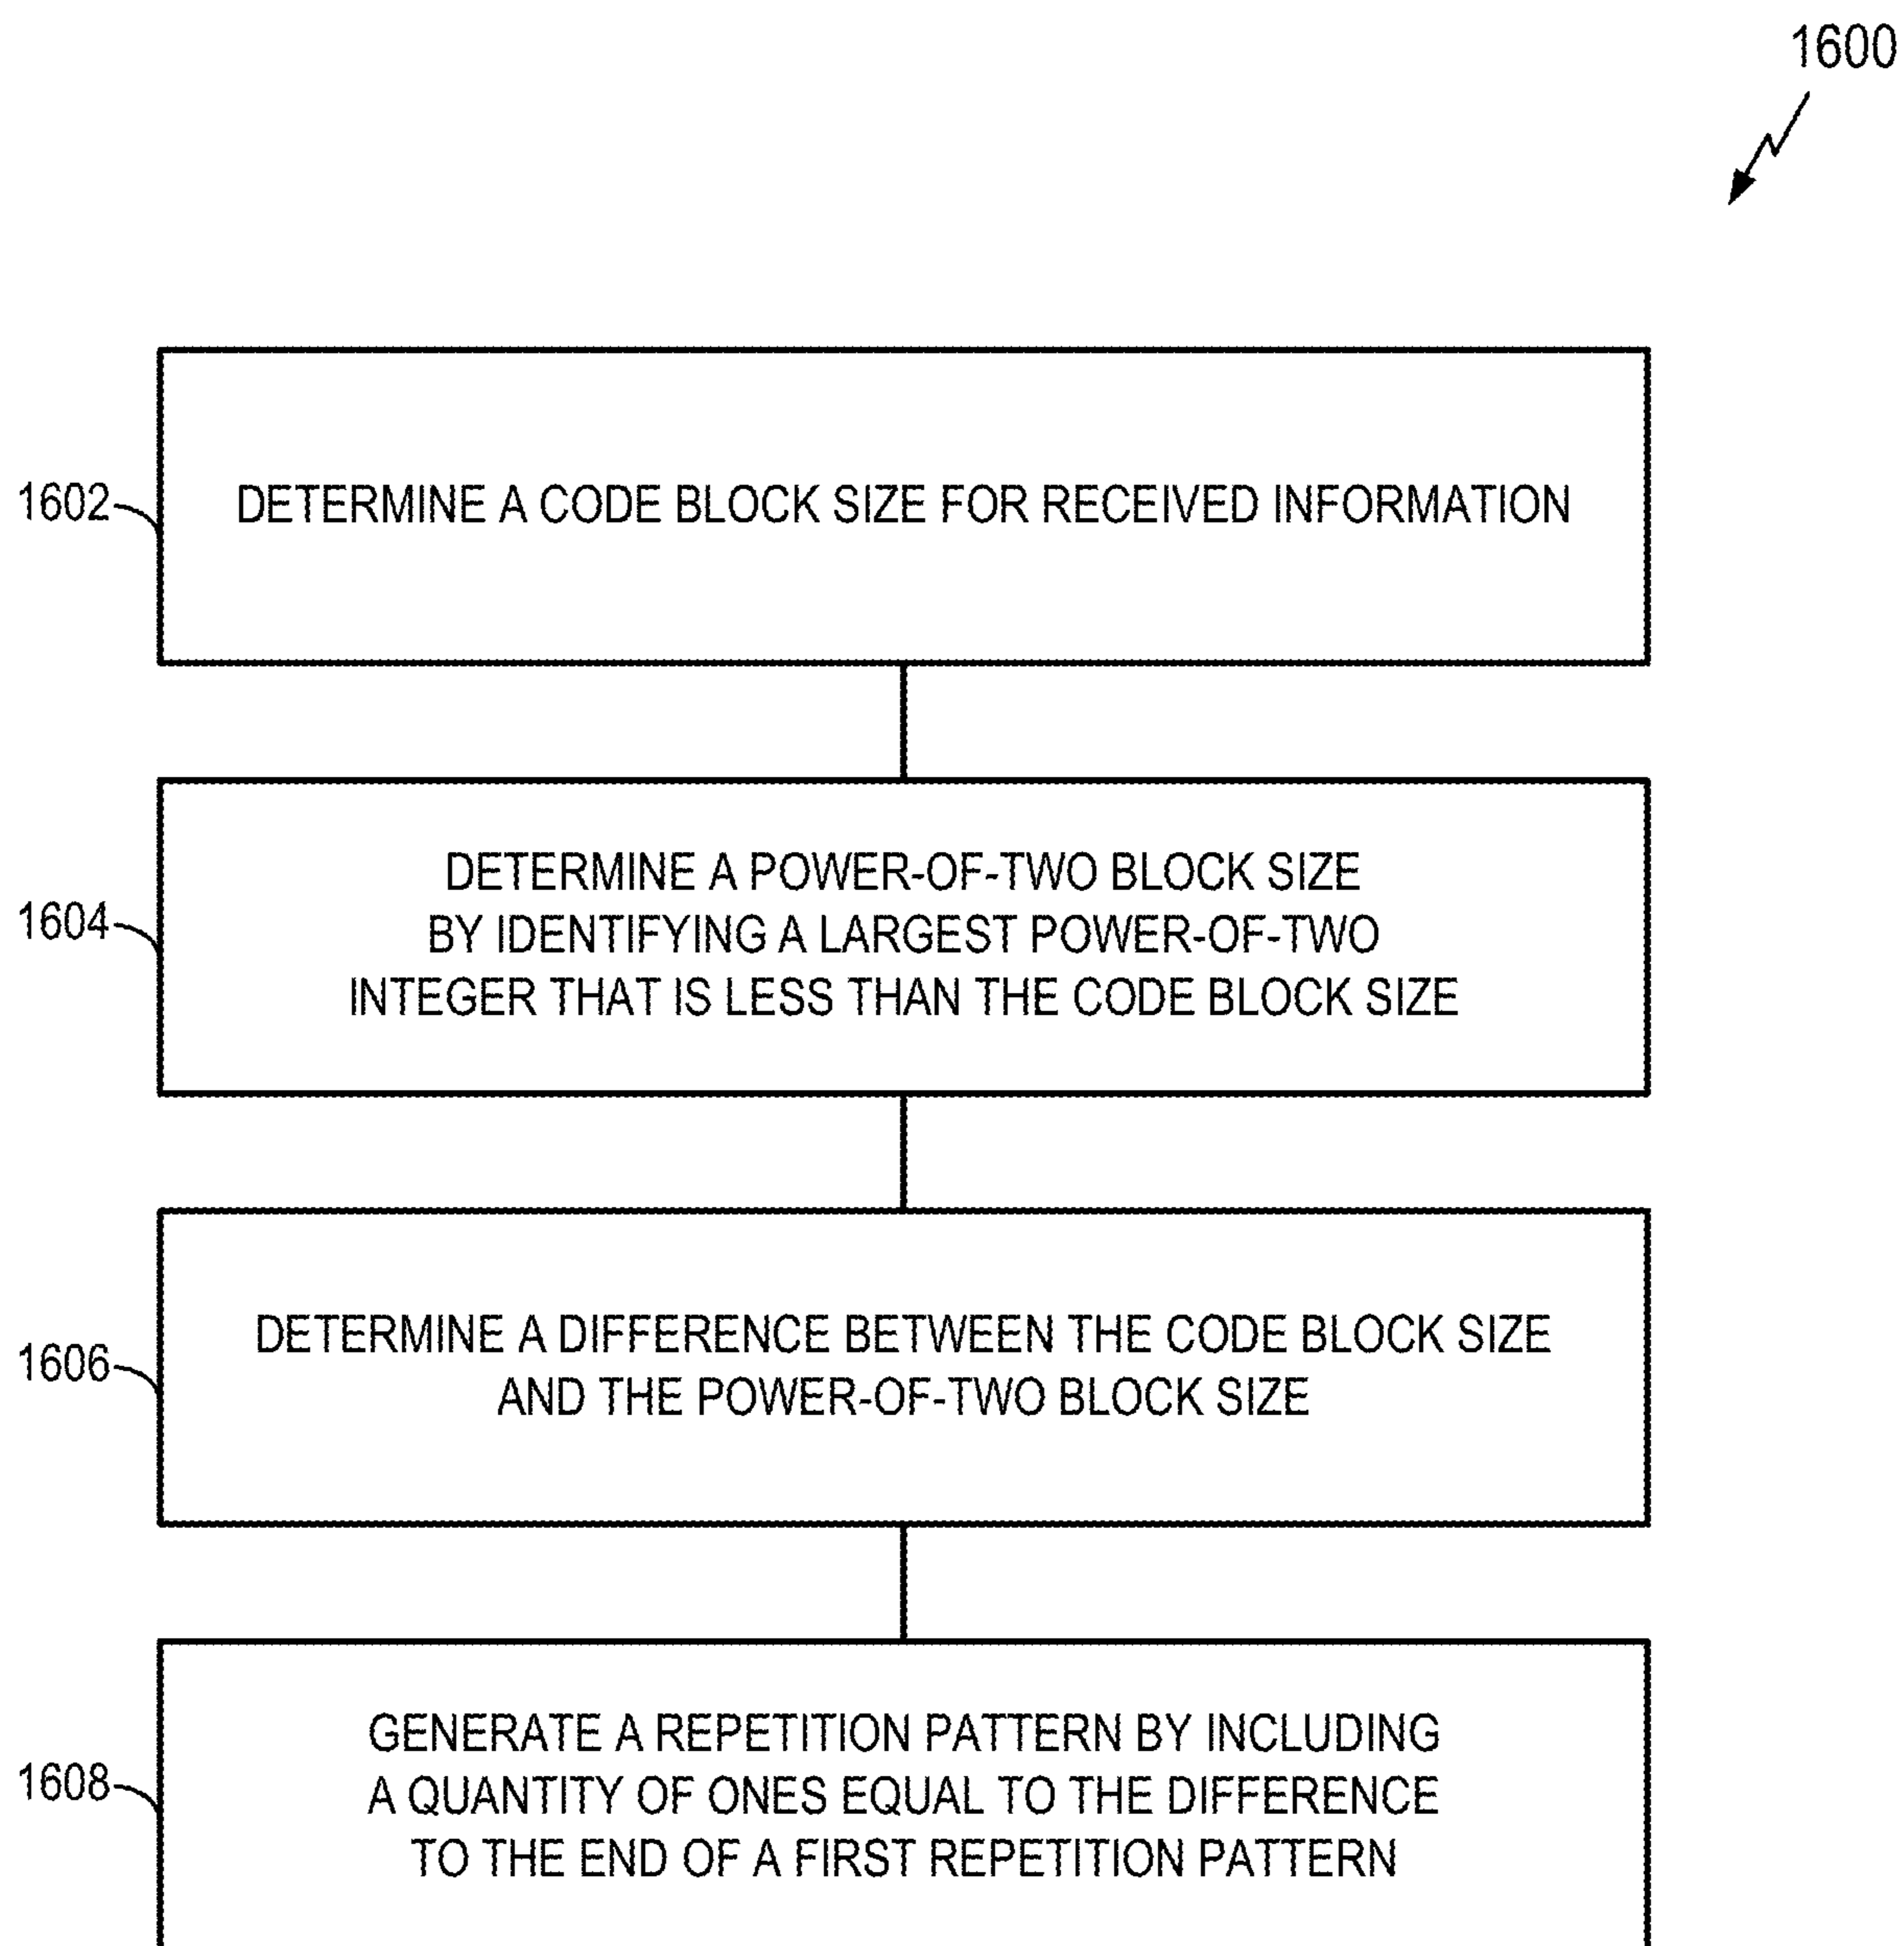 1600
1602
DETERMINE A CODE BLOCK SIZE FOR RECEIVED INFORMATION
1604
DETERMINE A POWER-OF-TWO BLOCK SIZE
BY IDENTIFYING A LARGEST POWER-OF-TWO
INTEGER THAT IS LESS THAN THE CODE BLOCK SIZE
1606
DETERMINE A DIFFERENCE BETWEEN THE CODE BLOCK SIZE
AND THE POWER-OF-TWO BLOCK SIZE
1608
GENERATE A REPETITION PATTERN BY INCLUDING
A QUANTITY OF ONES EQUAL TO THE DIFFERENCE
TO THE END OF A FIRST REPETITION PATTERN